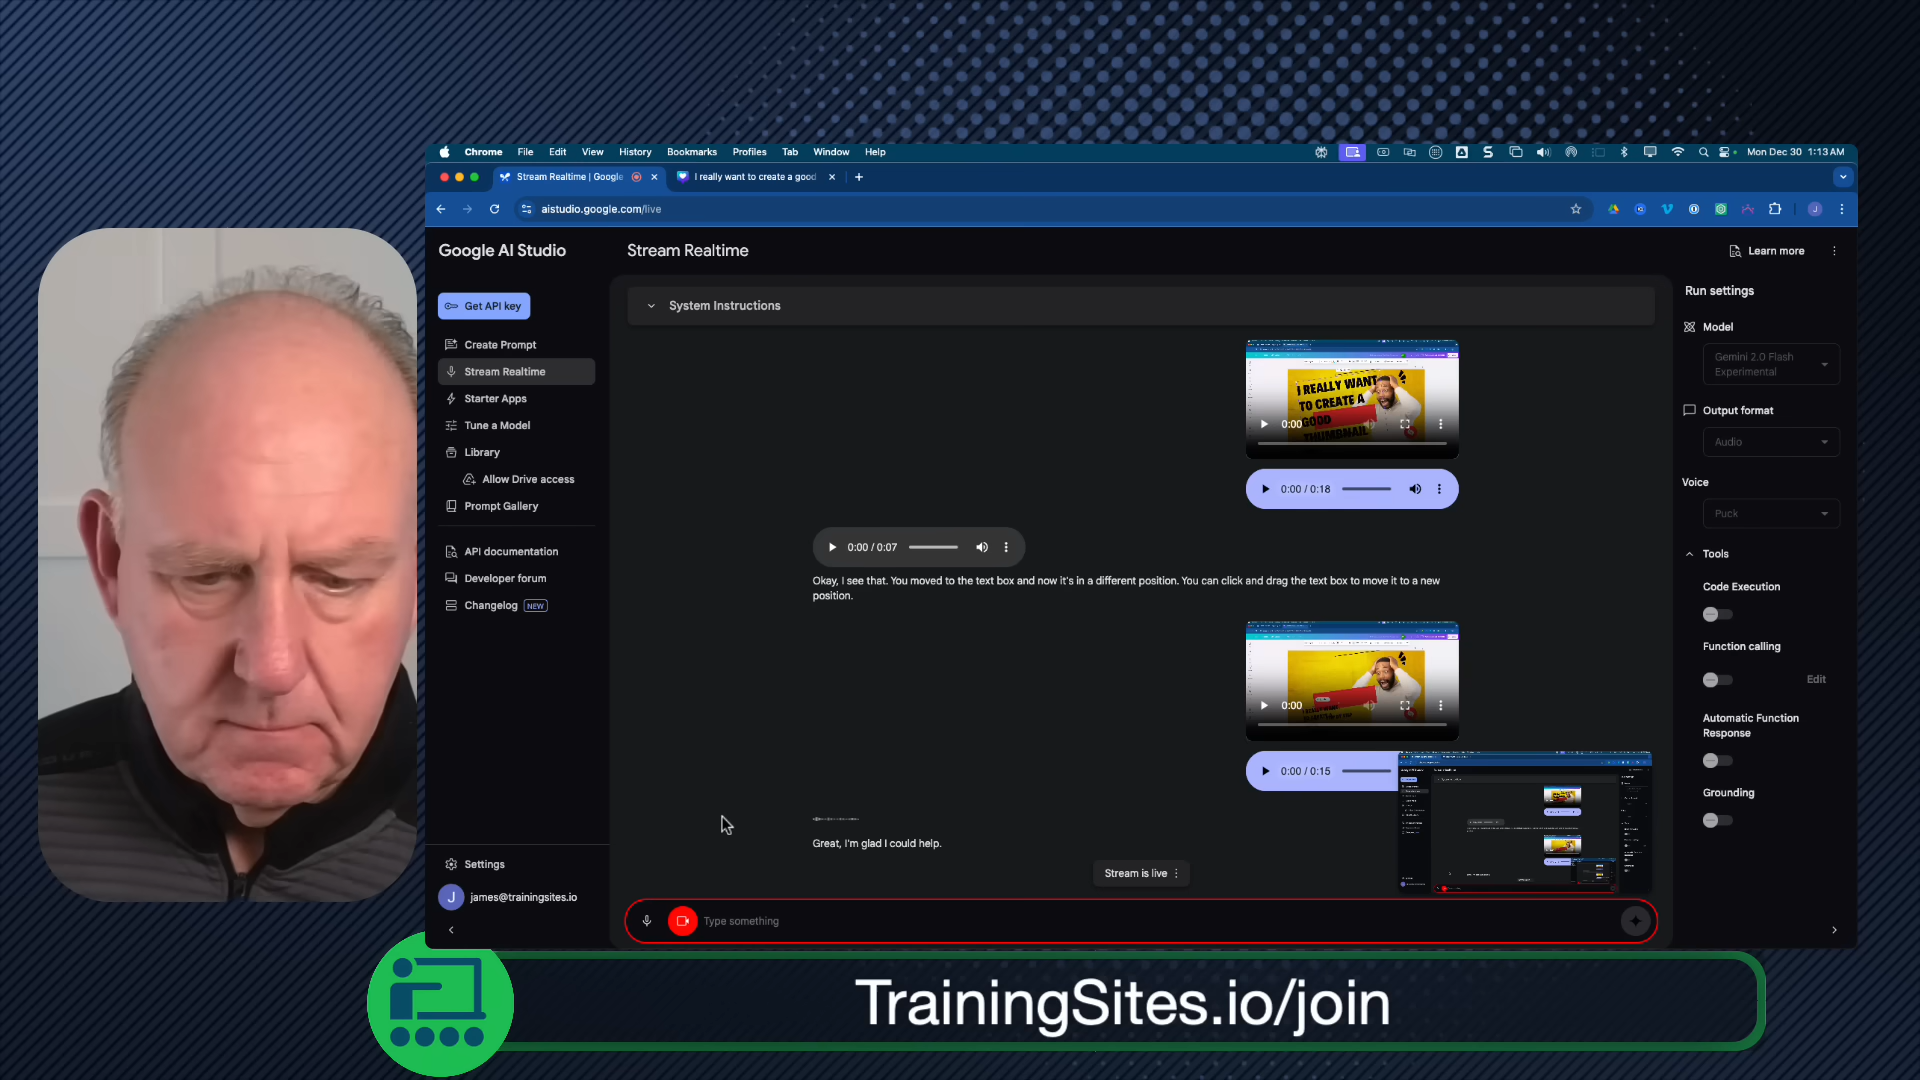 Chrome File Edit View History Bookmarks Profiles Tab Window Help
Mon Dec 30 1:13 AM
Stream Realtime | Google
I really want to create a good
aistudio.google.com/live
Google AI Studio
Stream Realtime
Learn more
Get API key
Create Prompt
Stream Realtime
Starter Apps
Tune a Model
Library
Allow Drive access
Prompt Gallery
API documentation
Developer forum
Changelog NEW
Settings
J james@trainingsites.io
System Instructions
I REALLY WANT
TO CREATE A
GOOD
THUMBNAIL
0:00
0:00 / 0:18
0:00 / 0:07
Okay, I see that. You moved to the text box and now it's in a different position. You can click and drag the text box to move it to a new
position.
0:00
0:00 / 0:15
Great, I'm glad I could help.
Stream is live
Type something
Run settings
Model
Gemini 2.0 Flash
Experimental
Output format
Audio
Voice
Puck
Tools
Code Execution
Function calling
Edit
Automatic Function
Response
Grounding
TrainingSites.io/join